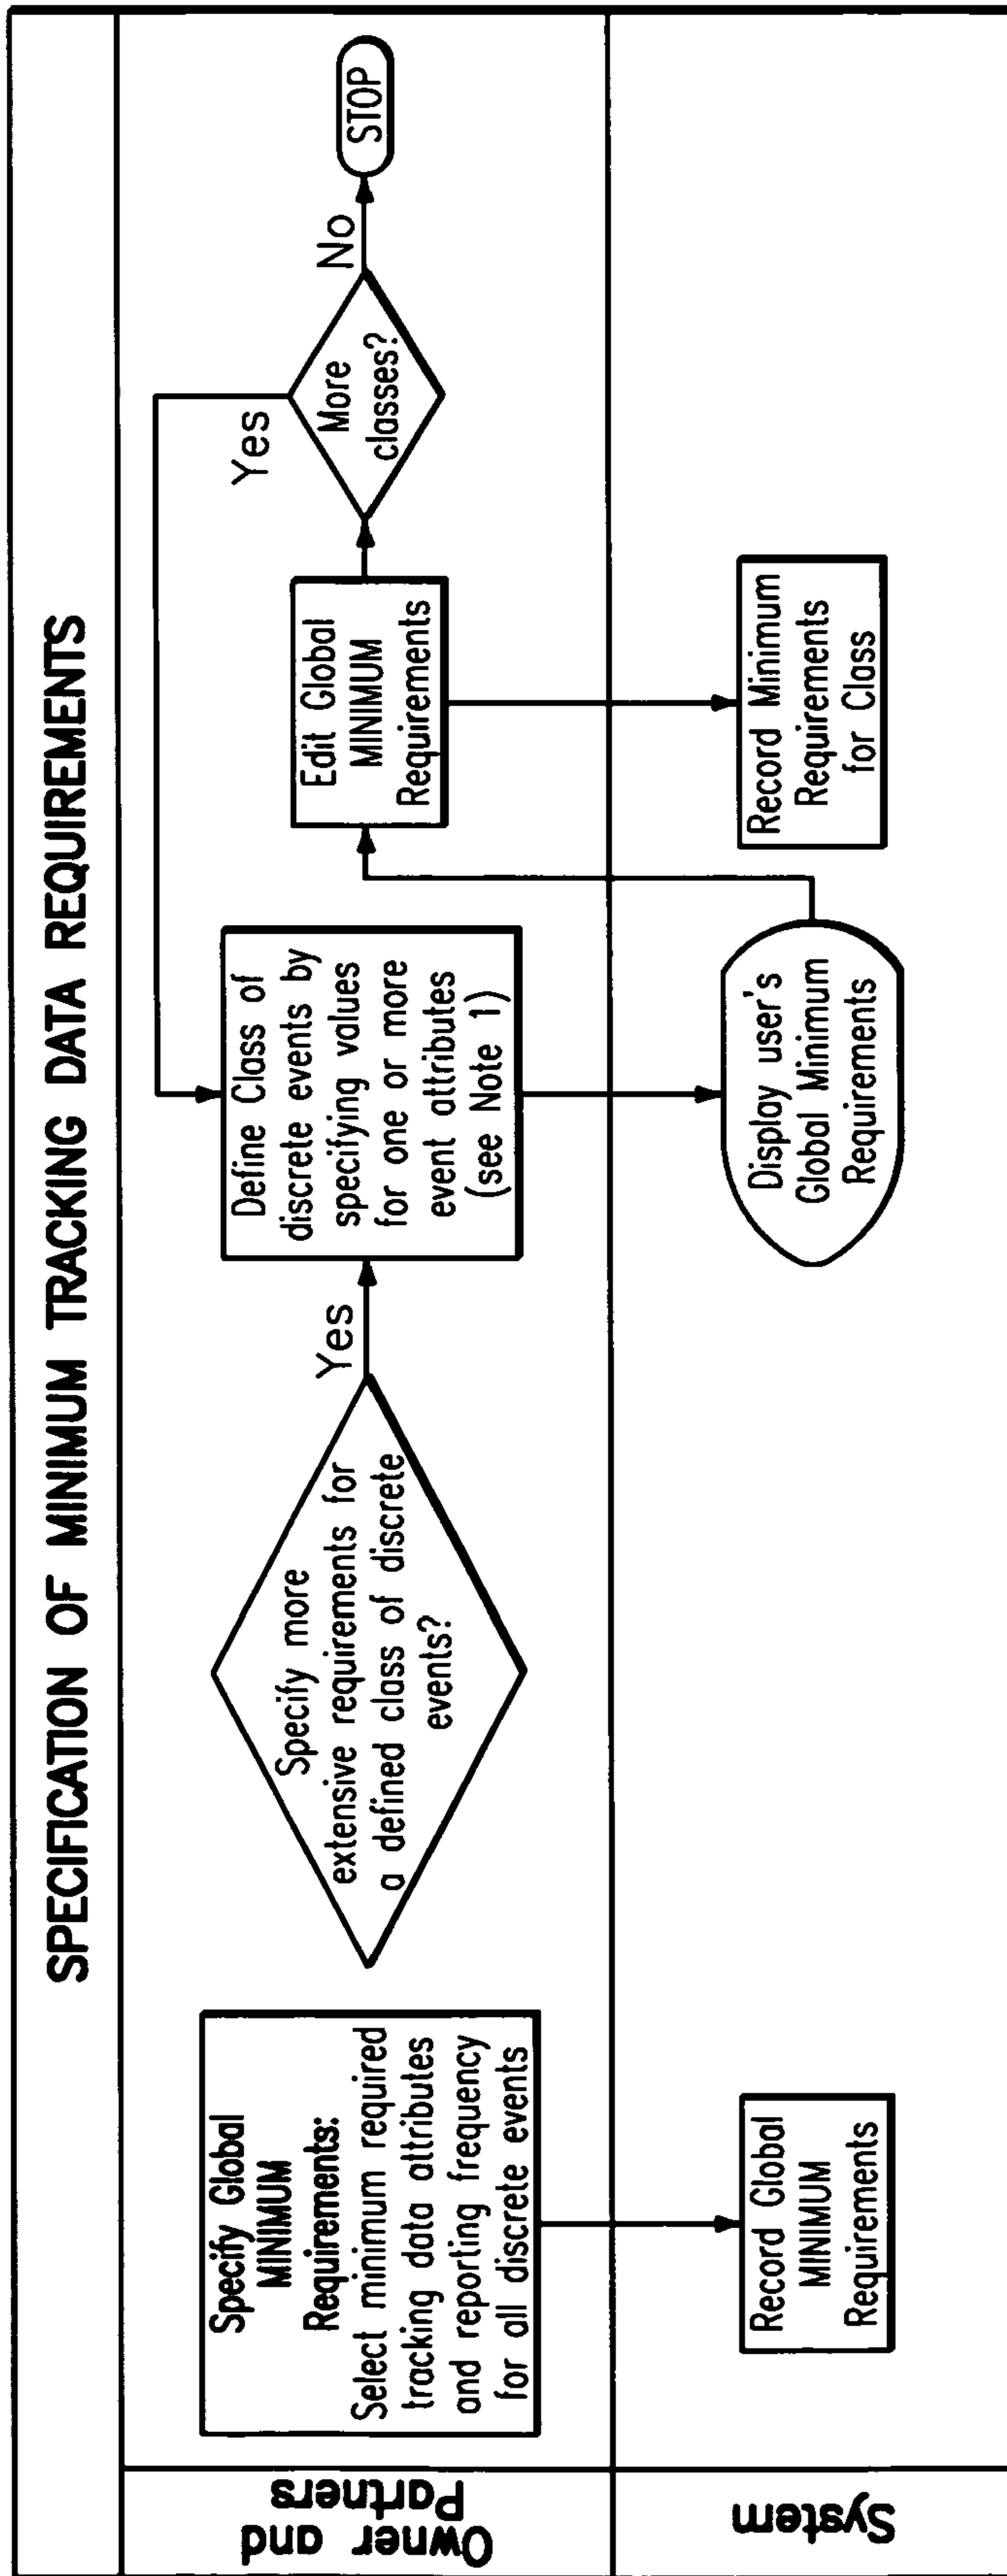 SPECIFICATION OF MINIMUM TRACKING DATA REQUIREMENTS
Owner and
Partners
Specify Global
MINIMUM
Requirements:
Select minimum required
tracking data attributes
and reporting frequency
for all discrete events
Specify more
extensive requirements for
a defined class of discrete
events?
Yes
Define Class of
discrete events by
specifying values
for one or more
event attributes
(see Note 1)
Edit Global
MINIMUM
Requirements
More
classes?
Yes
No
STOP
System
Record Global
MINIMUM
Requirements
Display user's
Global Minimum
Requirements
Record Minimum
Requirements
for Class